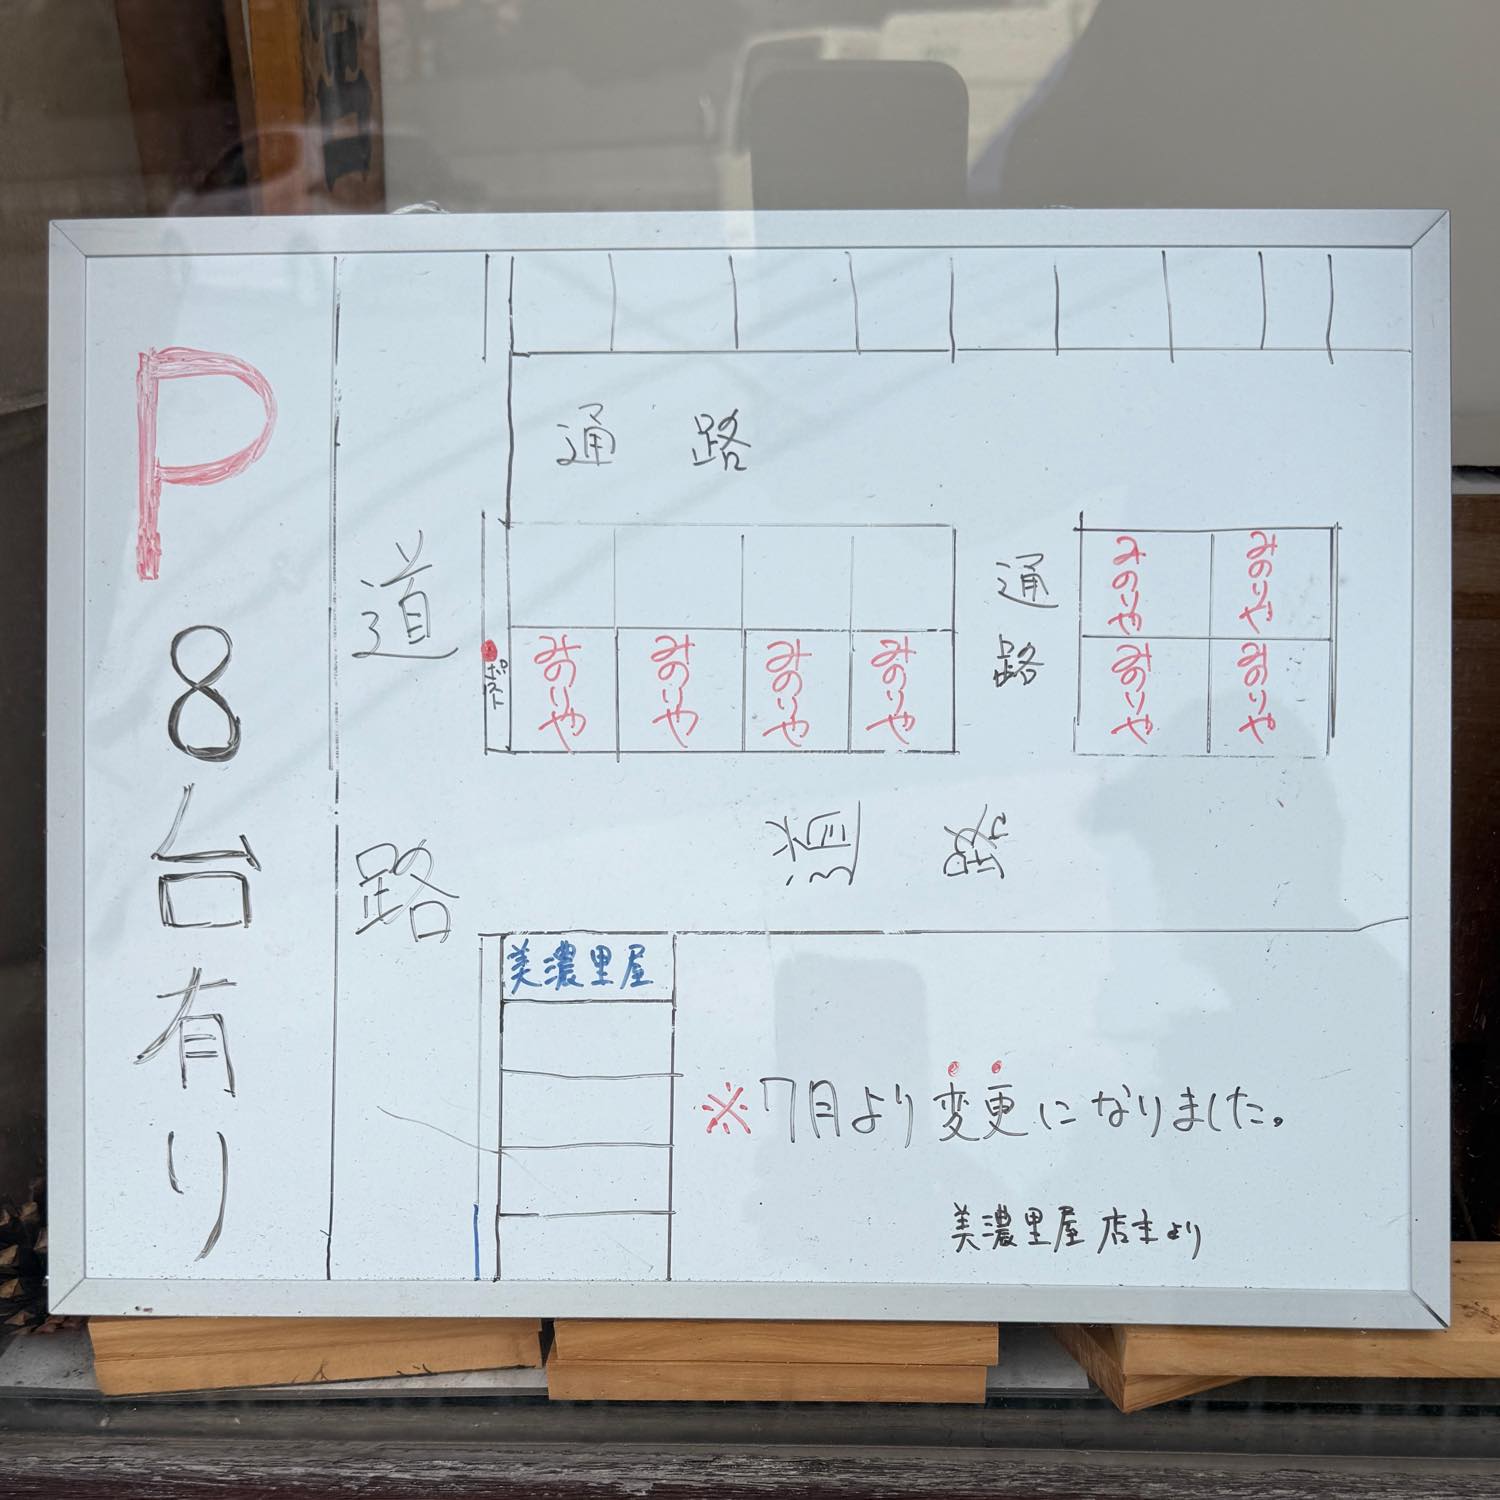 P 8台有り
道路
通路
通路
みのりや
みのりや
ポスト
みのりや
みのりや
みのりや
みのりや
みのりや
みのりや
道路
美濃里屋
※7月より変更になりました。
美濃里屋 店主より